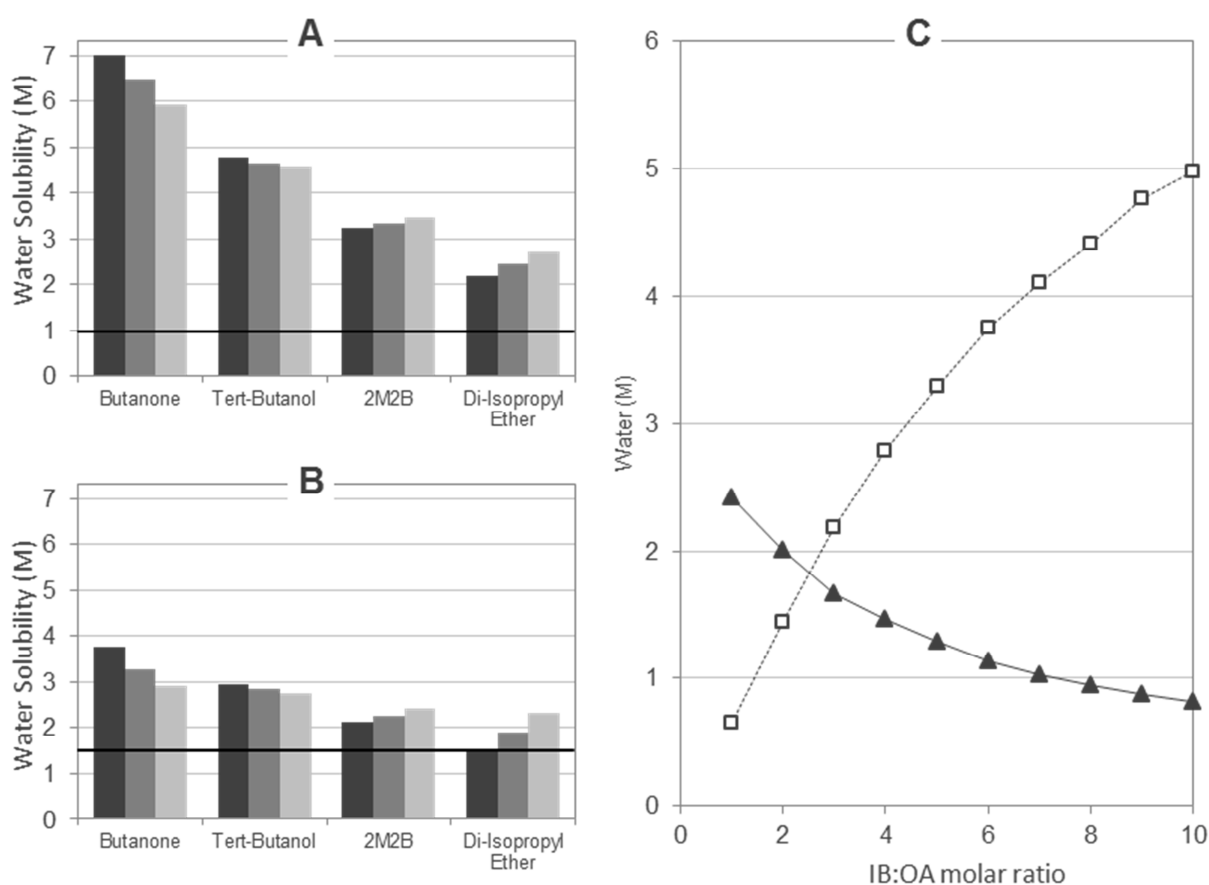 A
Water Solubility (M)
7
6
5
4
3
2
1
0
Butanone
Tert-Butanol
2M2B
Di-Isopropyl
Ether
B
Water Solubility (M)
7
6
5
4
3
2
1
0
Butanone
Tert-Butanol
2M2B
Di-Isopropyl
Ether
C
Water (M)
6
5
4
3
2
1
0
0 2 4 6 8 10
IB:OA molar ratio